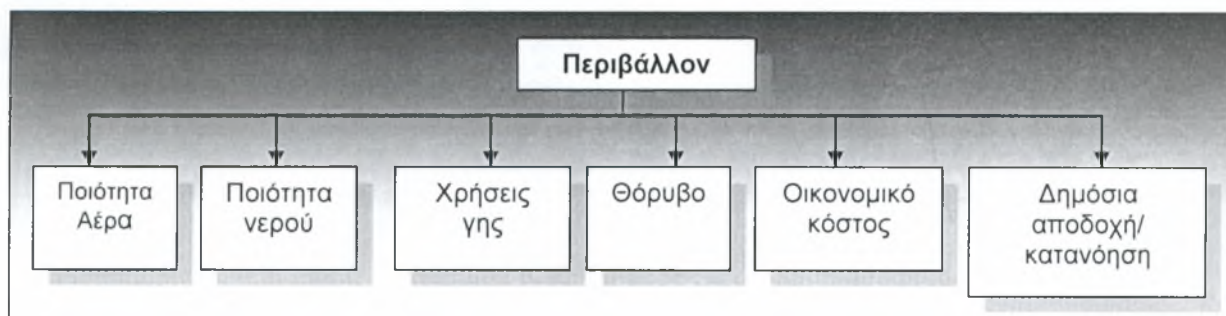 Περιβάλλον
Ποιότητα
Αέρα
Ποιότητα
νερού
Χρήσεις
γης
Θόρυβο
Οικονομικό
κόστος
Δημόσια
αποδοχή/
κατανόηση